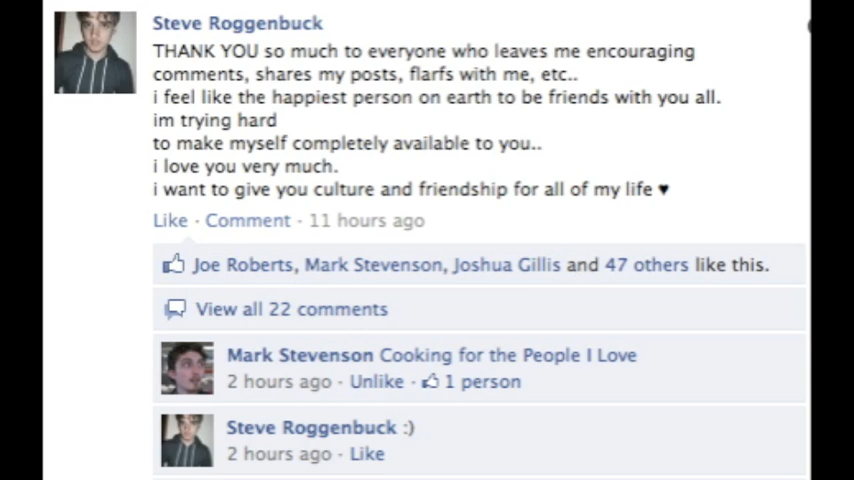 Steve Roggenbuck
THANK YOU so much to everyone who leaves me encouraging
comments, shares my posts, flarfs with me, etc..
i feel like the happiest person on earth to be friends with you all.
im trying hard
to make myself completely available to you..
i love you very much.
i want to give you culture and friendship for all of my life ♥
Like · Comment · 11 hours ago
Joe Roberts, Mark Stevenson, Joshua Gillis and 47 others like this.
View all 22 comments
Mark Stevenson Cooking for the People I Love
2 hours ago · Unlike · 1 person
Steve Roggenbuck :)
2 hours ago · Like